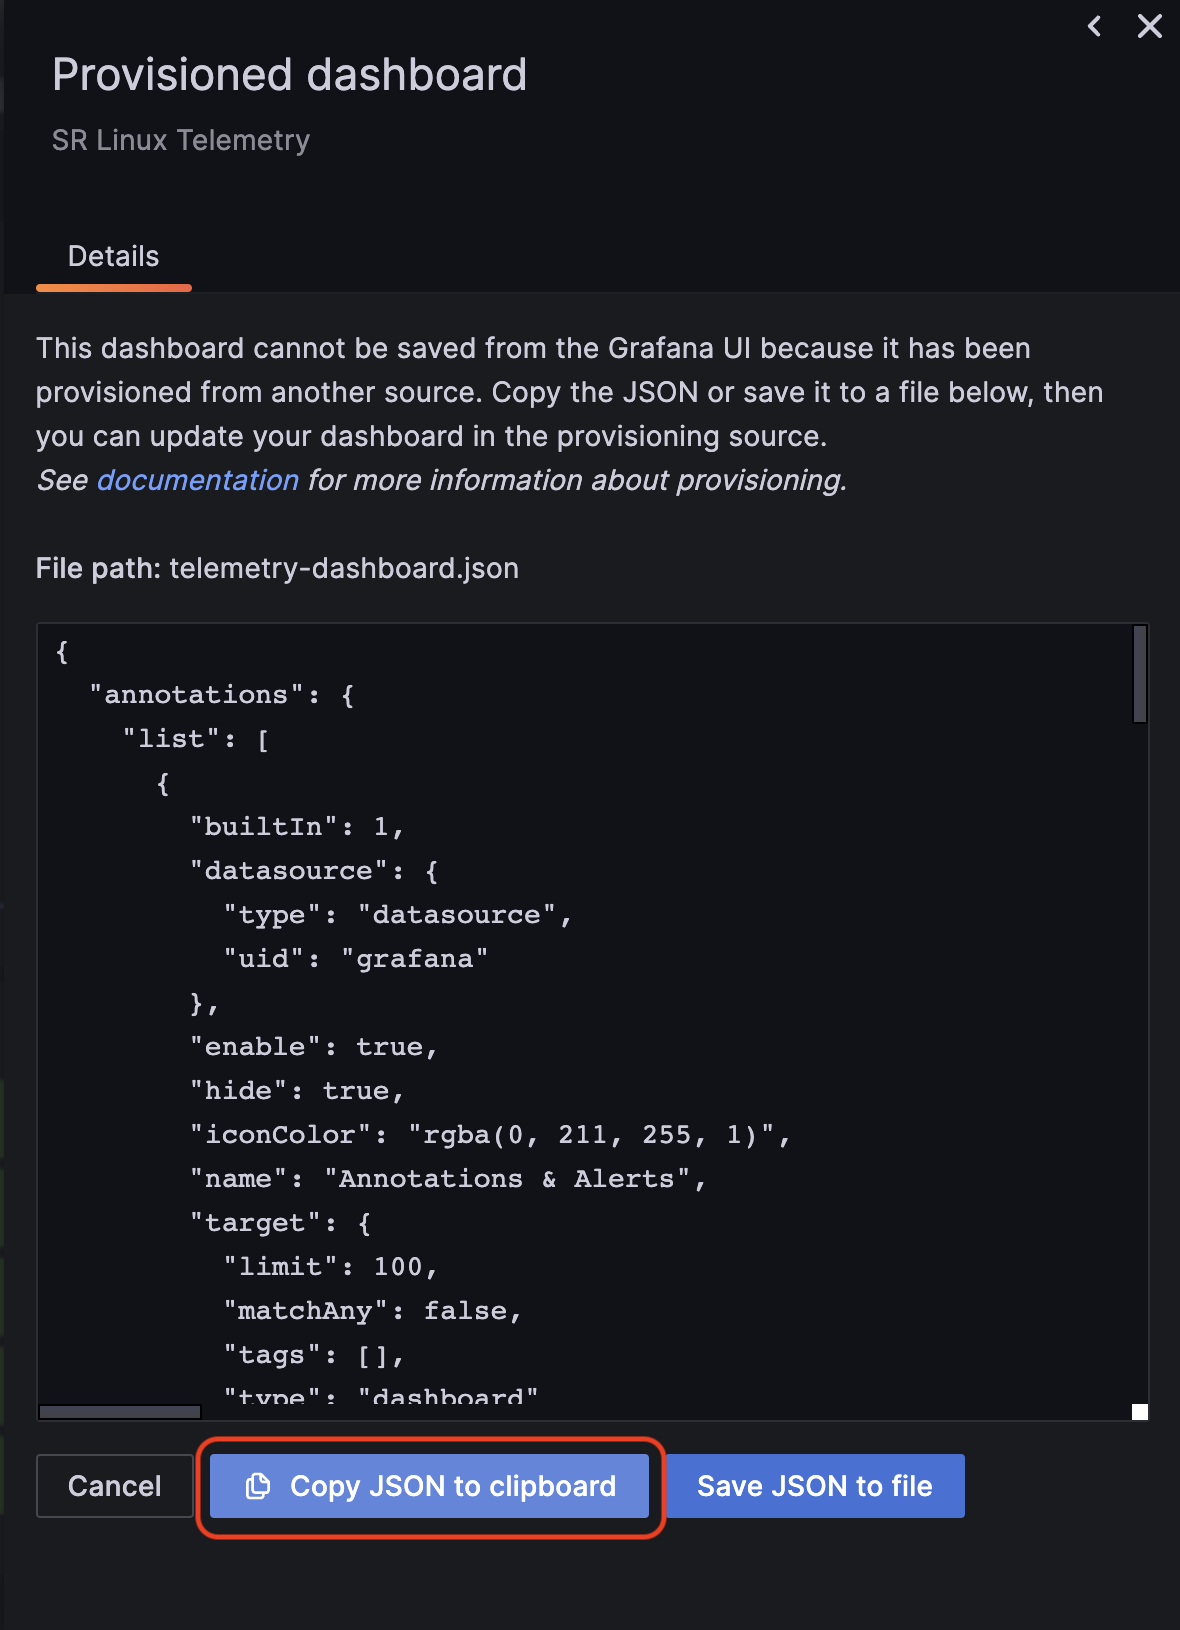 Provisioned dashboard
SR Linux Telemetry
Details
This dashboard cannot be saved from the Grafana UI because it has been
provisioned from another source. Copy the JSON or save it to a file below, then
you can update your dashboard in the provisioning source.
See documentation for more information about provisioning.
File path: telemetry-dashboard.json
{
  "annotations": {
    "list": [
      {
        "builtIn": 1,
        "datasource": {
          "type": "datasource",
          "uid": "grafana"
        },
        "enable": true,
        "hide": true,
        "iconColor": "rgba(0, 211, 255, 1)",
        "name": "Annotations & Alerts",
        "target": {
          "limit": 100,
          "matchAny": false,
          "tags": [],
          "type": "dashboard"
Cancel Copy JSON to clipboard Save JSON to file